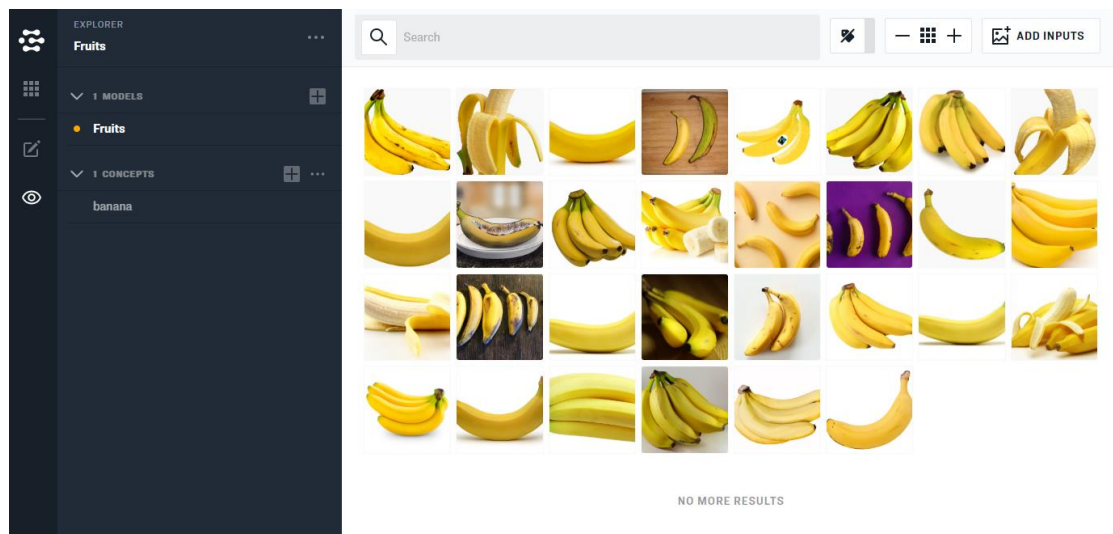 EXPLORER
Fruits
1 MODELS
Fruits
1 CONCEPTS
banana
Search
ADD INPUTS
NO MORE RESULTS